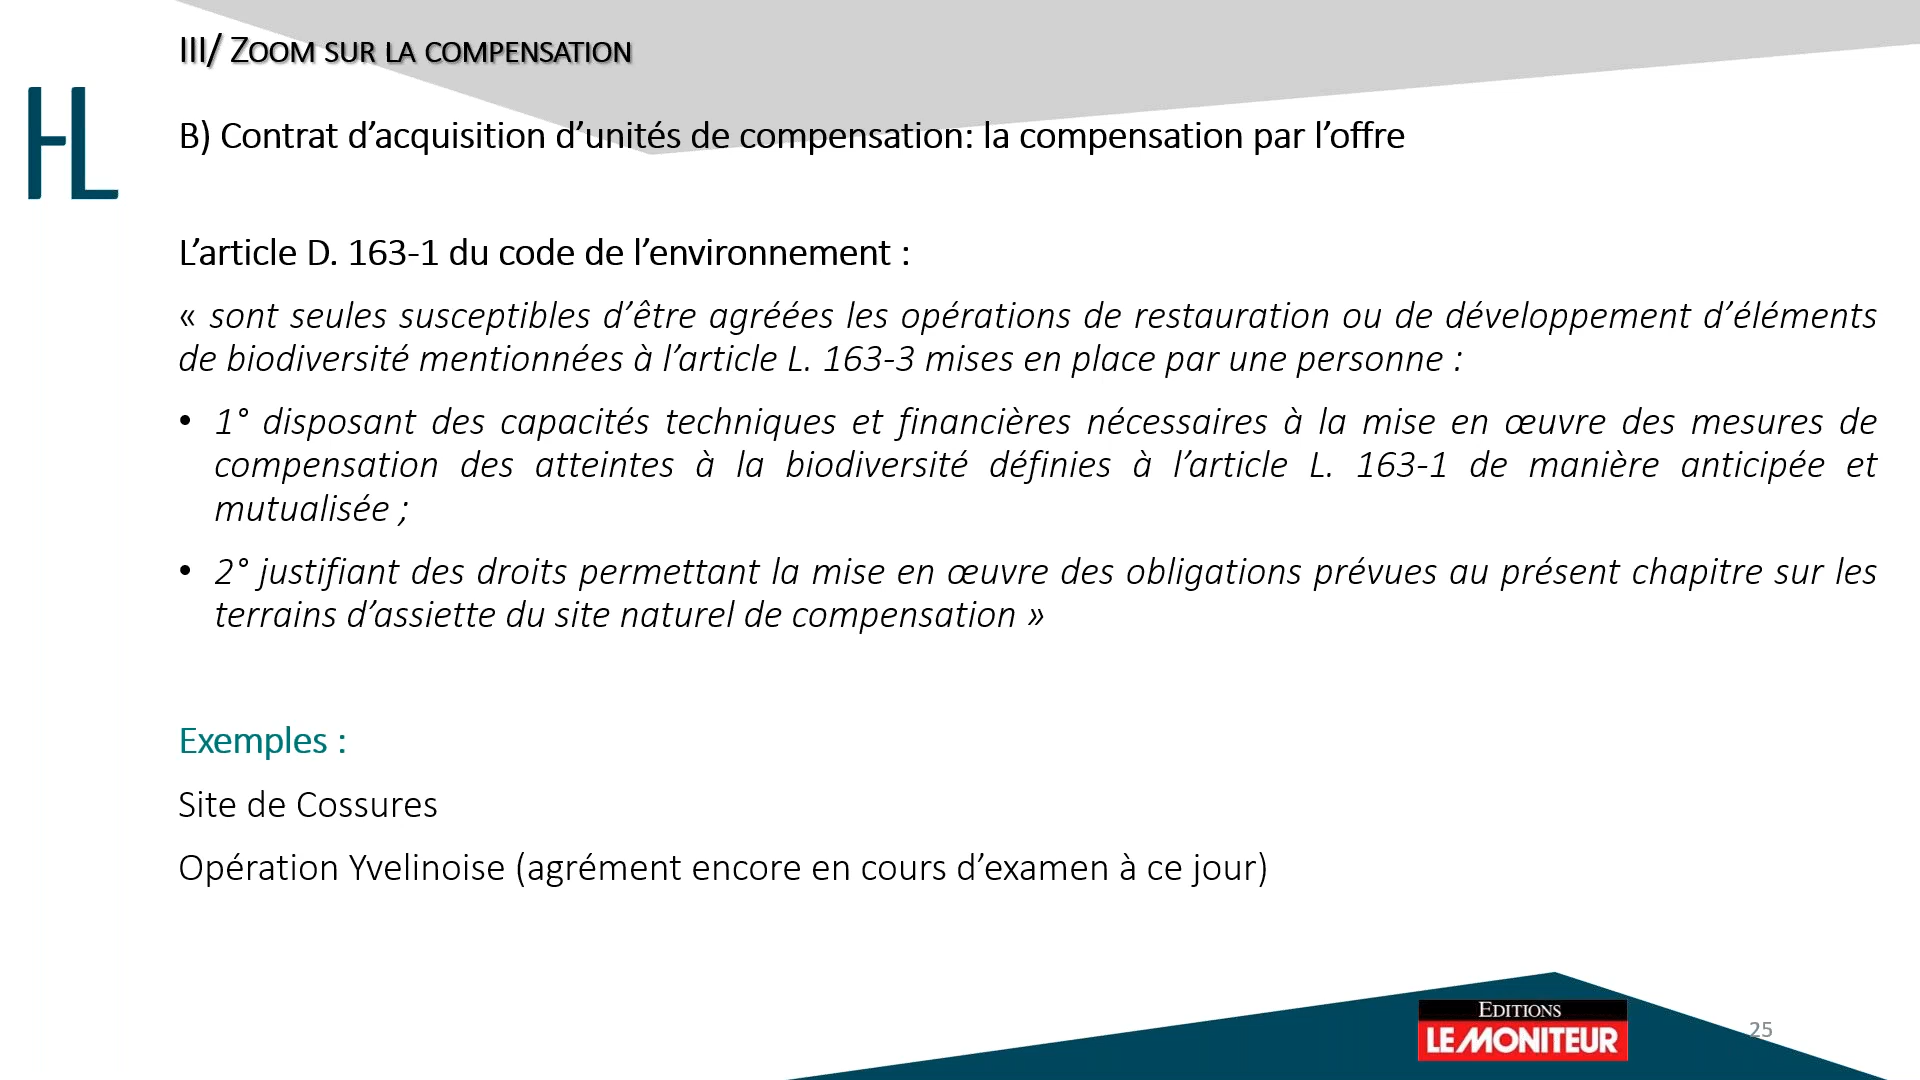 III/ ZOOM SUR LA COMPENSATION
HL
B) Contrat d’acquisition d’unités de compensation: la compensation par l’offre
L’article D. 163-1 du code de l’environnement :
« sont seules susceptibles d’être agréées les opérations de restauration ou de développement d’éléments
de biodiversité mentionnées à l’article L. 163-3 mises en place par une personne :
• 1° disposant des capacités techniques et financières nécessaires à la mise en œuvre des mesures de
compensation des atteintes à la biodiversité définies à l’article L. 163-1 de manière anticipée et
mutualisée ;
• 2° justifiant des droits permettant la mise en œuvre des obligations prévues au présent chapitre sur les
terrains d’assiette du site naturel de compensation »
Exemples :
Site de Cossures
Opération Yvelinoise (agrément encore en cours d’examen à ce jour)
EDITIONS
LE MONITEUR
25